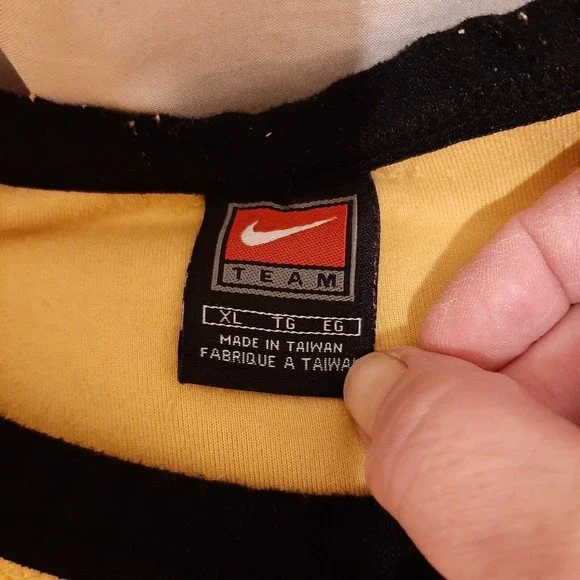 TEAM
XL TG EG
MADE IN TAIWAN
FABRIQUE A TAIWA